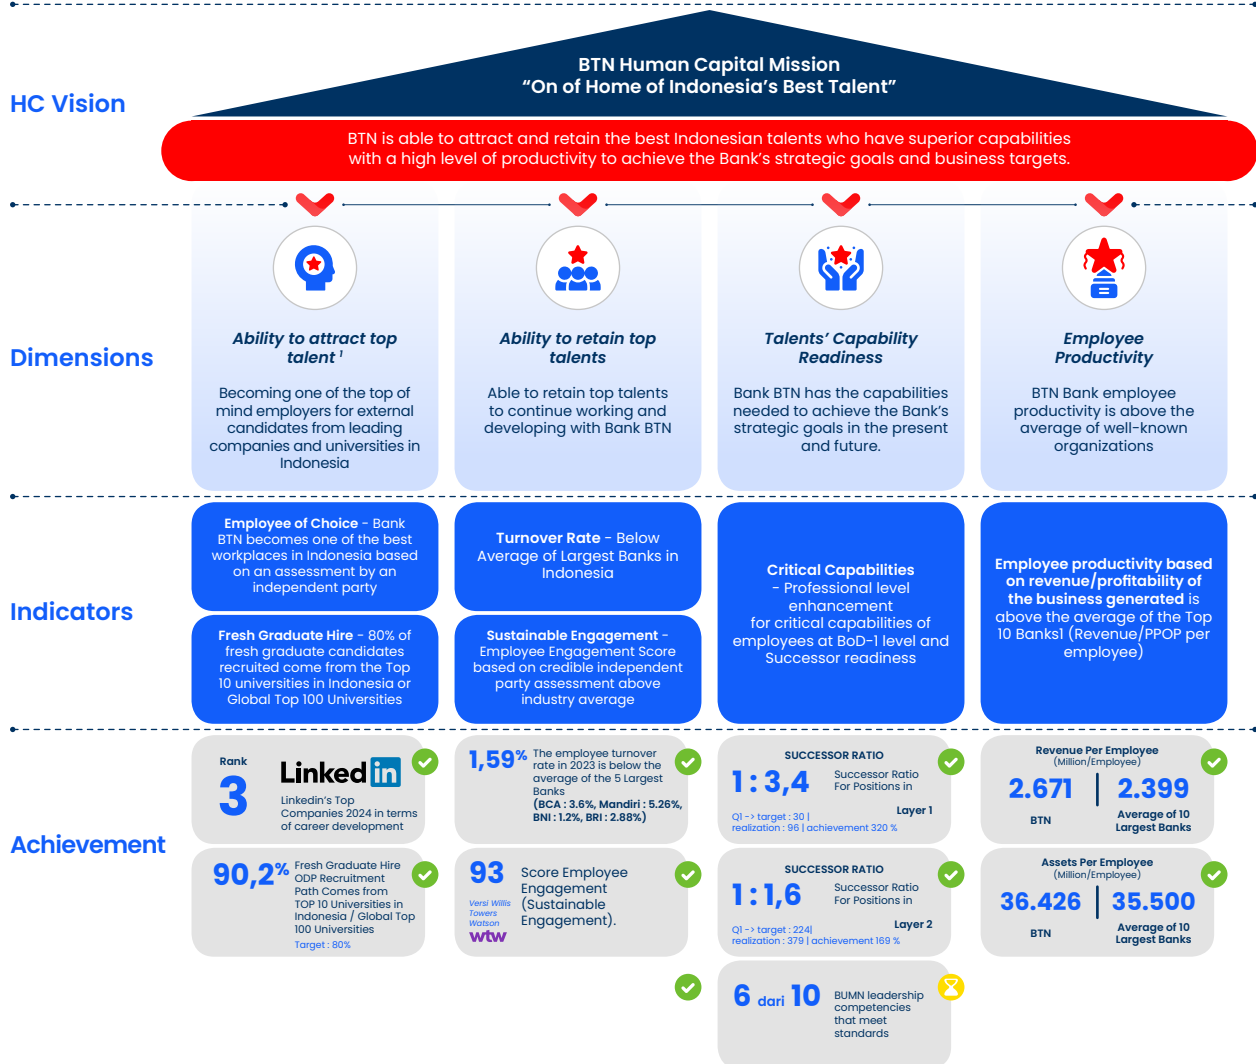 HC Vision
BTN Human Capital Mission
“On of Home of Indonesia’s Best Talent”
BTN is able to attract and retain the best Indonesian talents who have superior capabilities
with a high level of productivity to achieve the Bank’s strategic goals and business targets.
Dimensions
Ability to attract top
talent ¹
Becoming one of the top of
mind employers for external
candidates from leading
companies and universities in
Indonesia
Ability to retain top
talents
Able to retain top talents
to continue working and
developing with Bank BTN
Talents’ Capability
Readiness
Bank BTN has the capabilities
needed to achieve the Bank’s
strategic goals in the present
and future.
Employee
Productivity
BTN Bank employee
productivity is above the
average of well-known
organizations
Indicators
Employee of Choice - Bank
BTN becomes one of the best
workplaces in Indonesia based
on an assessment by an
independent party
Fresh Graduate Hire - 80% of
fresh graduate candidates
recruited come from the Top
10 universities in Indonesia or
Global Top 100 Universities
Turnover Rate - Below
Average of Largest Banks in
Indonesia
Sustainable Engagement -
Employee Engagement Score
based on credible independent
party assessment above
industry average
Critical Capabilities
- Professional level
enhancement
for critical capabilities of
employees at BoD-1 level and
Successor readiness
Employee productivity based
on revenue/profitability of
the business generated is
above the average of the Top
10 Banks1 (Revenue/PPOP per
employee)
Achievement
Rank
3
Linked in
Linkedin’s Top
Companies 2024 in terms
of career development
90,2%
Fresh Graduate Hire
ODP Recruitment
Path Comes from
TOP 10 Universities in
Indonesia / Global Top
100 Universities
Target : 80%
1,59%
The employee turnover
rate in 2023 is below the
average of the 5 Largest
Banks
(BCA : 3.6%, Mandiri : 5.26%,
BNI : 1.2%, BRI : 2.88%)
93
Versi Willis
Towers
Watson
wtw
Score Employee
Engagement
(Sustainable
Engagement).
SUCCESSOR RATIO
1 : 3,4
Successor Ratio
For Positions in
Layer 1
Q1 -> target : 30 |
realization : 96 | achievement 320 %
SUCCESSOR RATIO
1 : 1,6
Successor Ratio
For Positions in
Layer 2
Q1 -> target : 224|
realization : 379 | achievement 169 %
6 dari 10
BUMN leadership
competencies
that meet
standards
Revenue Per Employee
(Million/Employee)
2.671
BTN
2.399
Average of 10
Largest Banks
Assets Per Employee
(Million/Employee)
36.426
BTN
35.500
Average of 10
Largest Banks